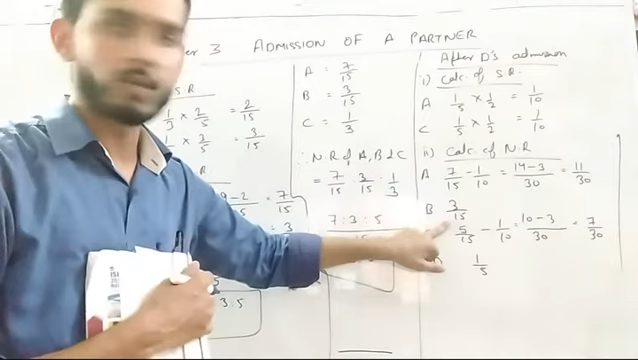 3 ADMISSION OF A PARTNER
S.R
1/3 × 2/5 = 2/15
× 3/5 = 3/15
9-2 = 7/15
= 3
3:5
A = 7/15
B = 3/15
C = 1/3
∴ N.R of A, B & C
= 7/15 : 3/15 : 1/3
7 : 3 : 5
After D's admission
i) Calc. of S.R.
A 1/5 × 1/2 = 1/10
C 1/5 × 1/2 = 1/10
ii) Calc. of N.R
A 7/15 - 1/10 = 14-3/30 = 11/30
B 3/15
5/15 - 1/10 = 10-3/30 = 7/30
1/5